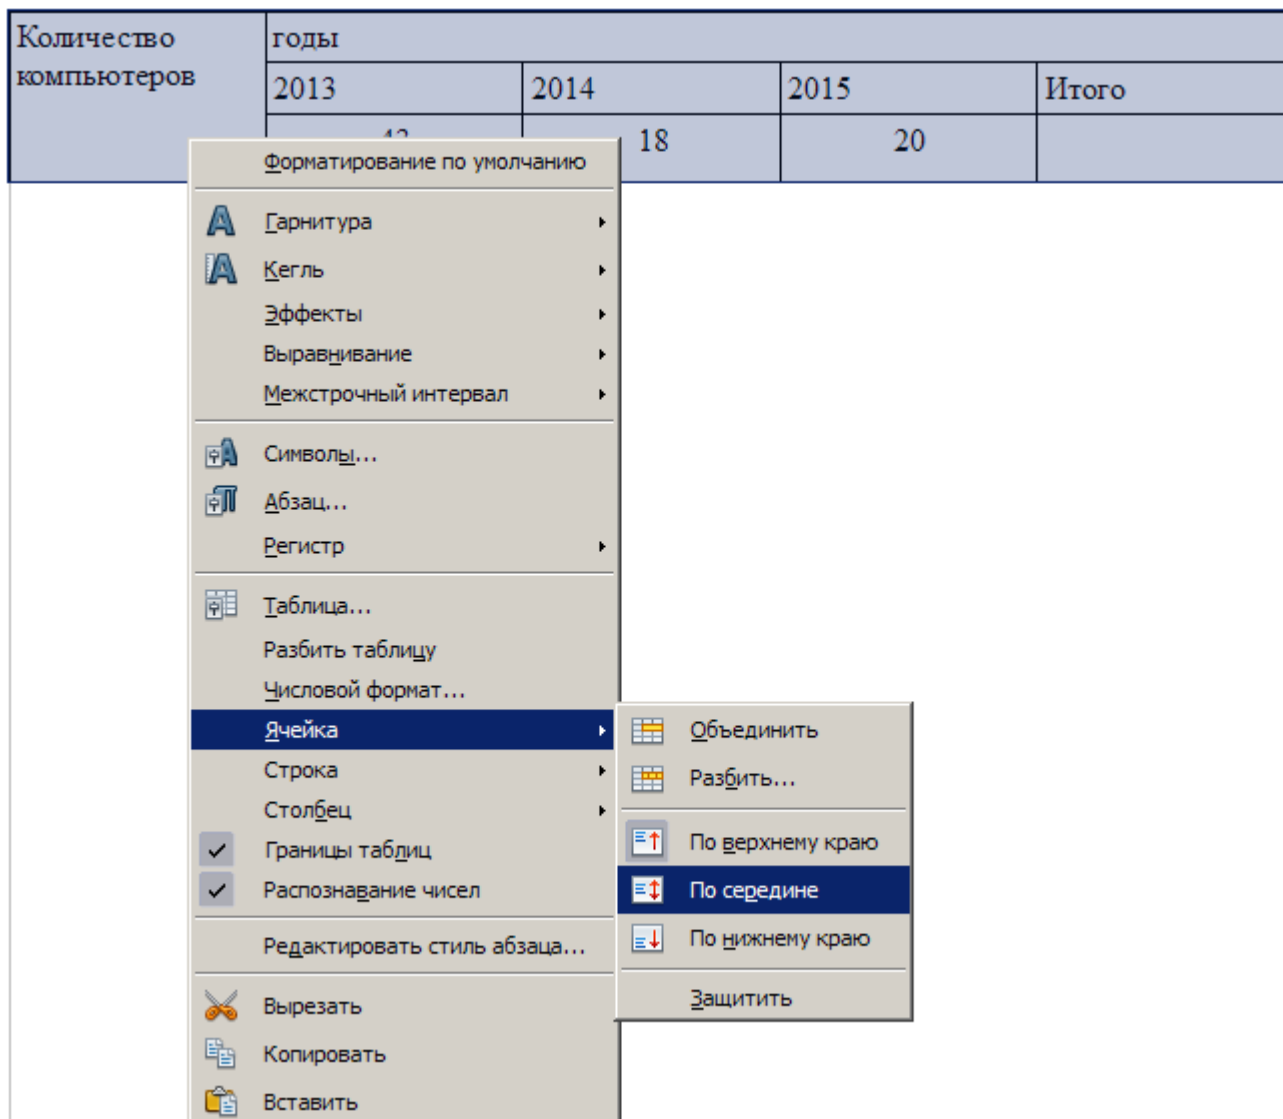 Количество компьютеров
годы
2013
2014
2015
Итого
18
20
Форматирование по умолчанию
Гарнитура
Кегль
Эффекты
Выравнивание
Межстрочный интервал
Символы...
Абзац...
Регистр
Таблица...
Разбить таблицу
Числовой формат...
Ячейка
Строка
Столбец
Границы таблиц
Распознавание чисел
Редактировать стиль абзаца...
Вырезать
Копировать
Вставить
Объединить
Разбить...
По верхнему краю
По середине
По нижнему краю
Защитить